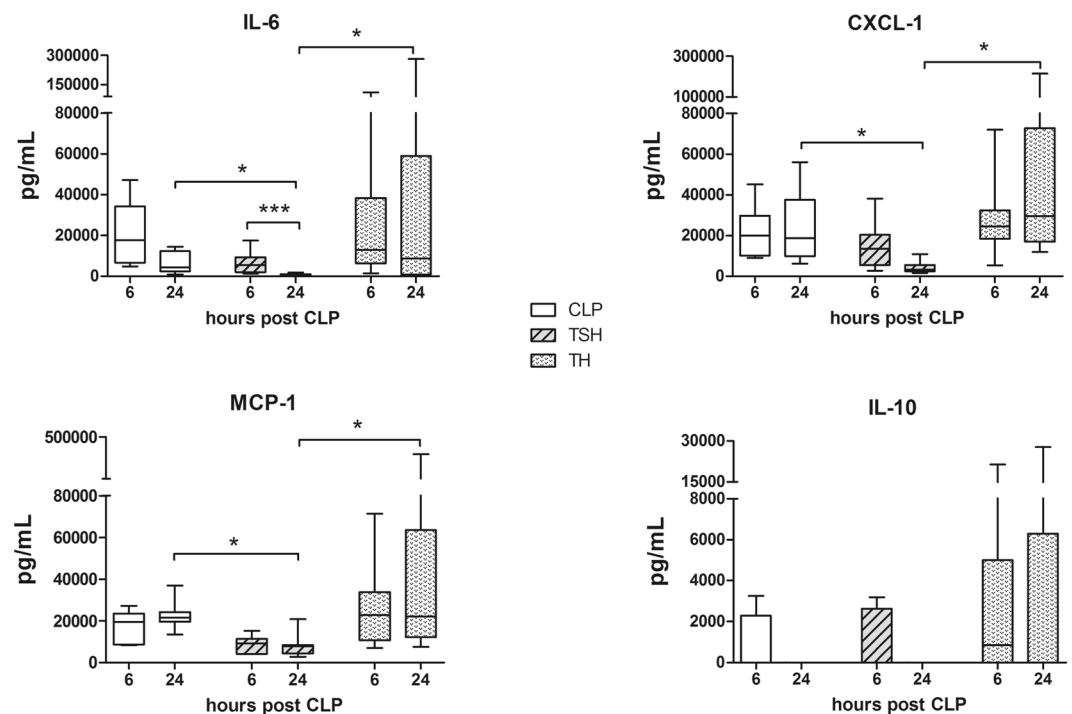 IL-6
*
300000
150000
80000
60000
40000
20000
0
pg/mL
*
***
6 24 6 24 6 24
hours post CLP
CXCL-1
*
300000
100000
80000
60000
40000
20000
0
pg/mL
*
6 24 6 24 6 24
hours post CLP
CLP
TSH
TH
MCP-1
*
500000
80000
60000
40000
20000
0
pg/mL
*
6 24 6 24 6 24
hours post CLP
IL-10
30000
15000
8000
6000
4000
2000
0
pg/mL
6 24 6 24 6 24
hours post CLP